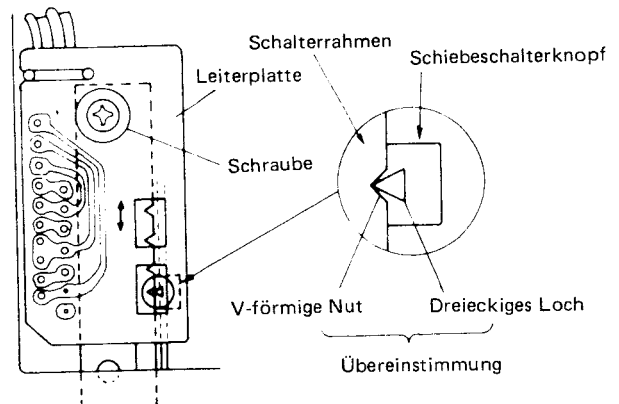 Schalterrahmen
Schiebeschalterknopf
Leiterplatte
Schraube
V-förmige Nut
Dreieckiges Loch
Übereinstimmung